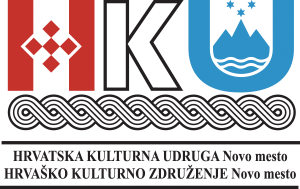 HKU
HRVATSKA KULTURNA UDRUGA Novo mesto
HRVAŠKO KULTURNO ZDRUŽENJE Novo mesto